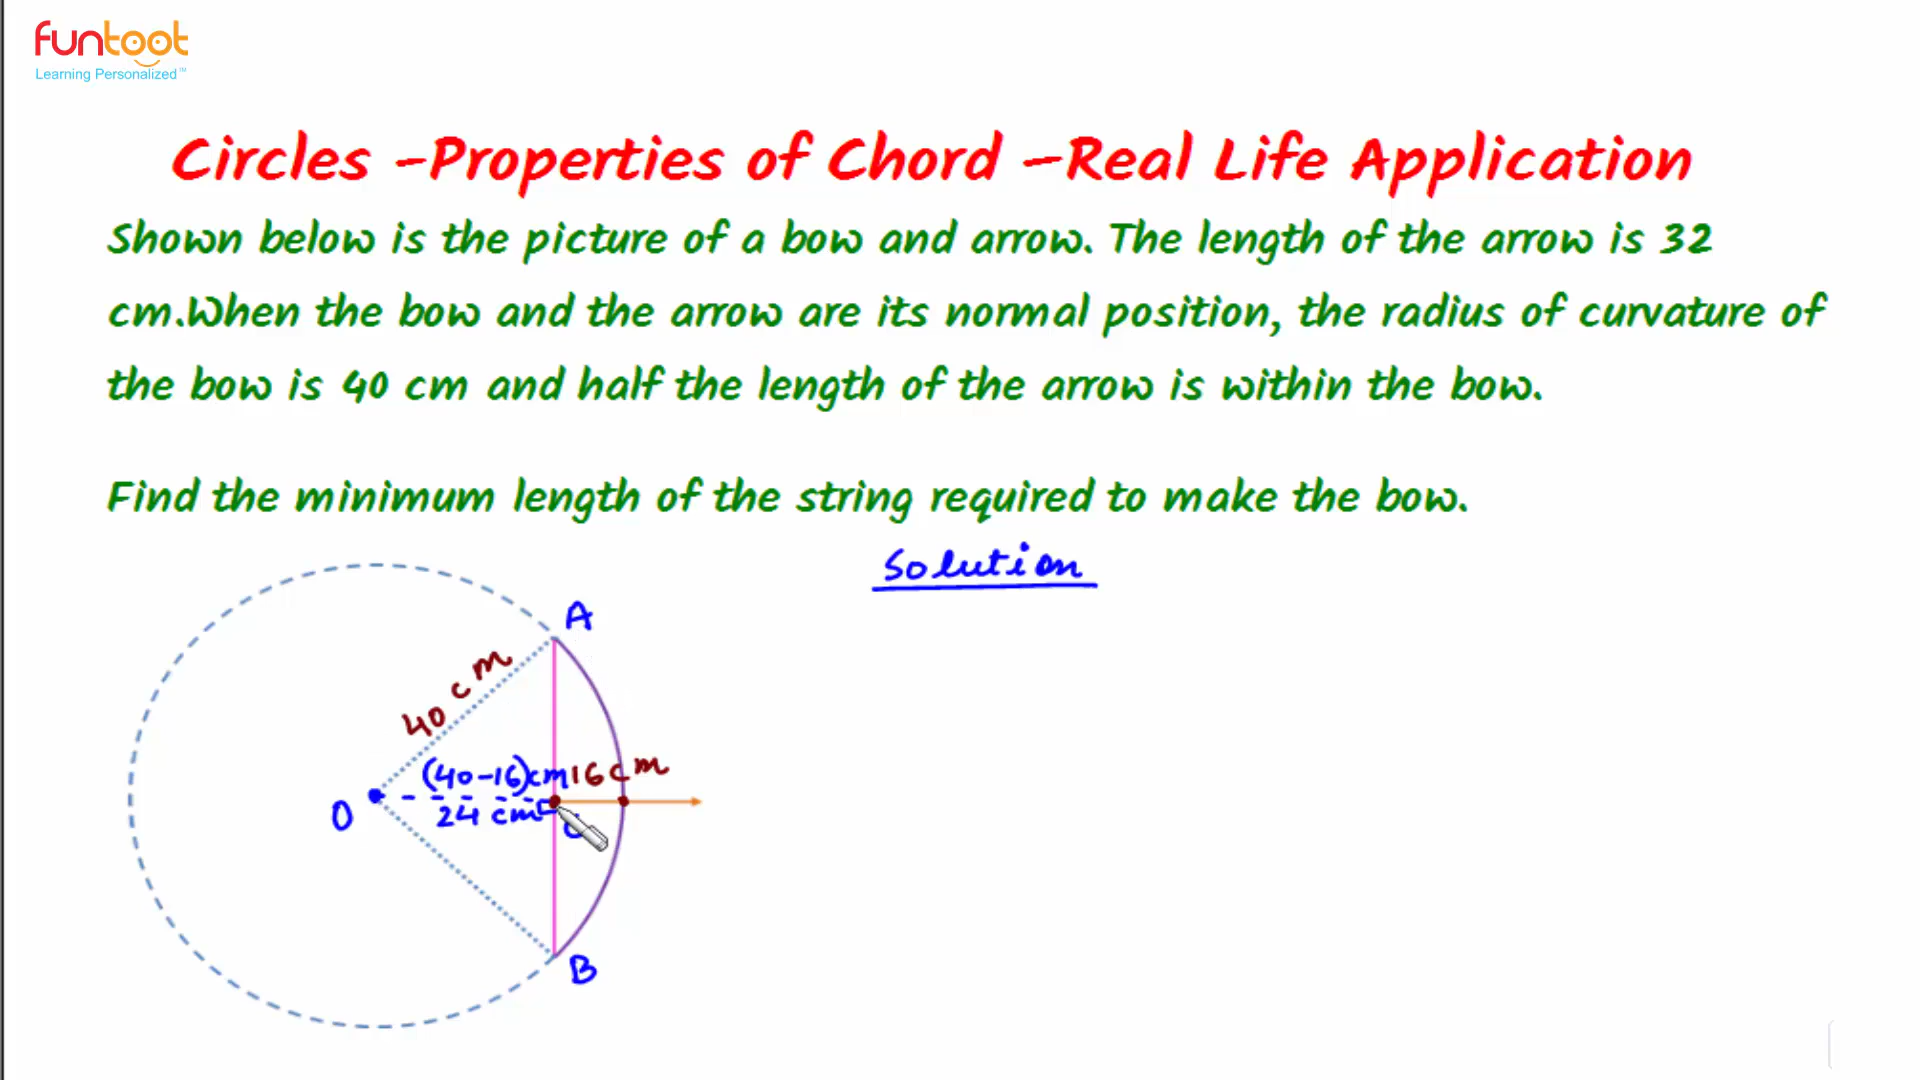 funtoot
Learning Personalized™
Circles -Properties of Chord -Real Life Application
Shown below is the picture of a bow and arrow. The length of the arrow is 32
cm.When the bow and the arrow are its normal position, the radius of curvature of
the bow is 40 cm and half the length of the arrow is within the bow.
Find the minimum length of the string required to make the bow.
Solution
A
40 cm
(40-16)cm 16 cm
O
24 cm
B